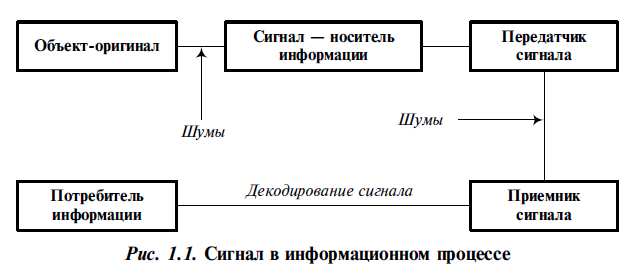 Объект-оригинал
Сигнал — носитель
информации
Передатчик
сигнала
Шумы
Шумы
Потребитель
информации
Декодирование сигнала
Приемник
сигнала
Рис. 1.1. Сигнал в информационном процессе